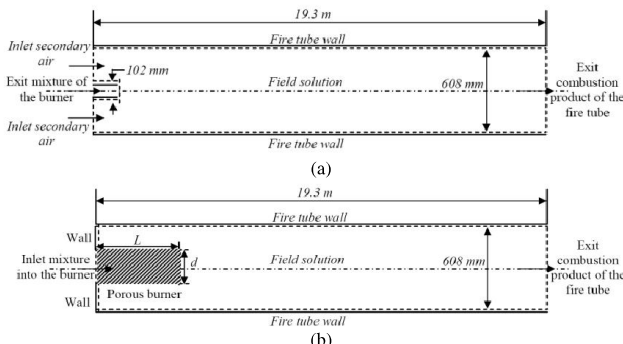 19.3 m
Inlet secondary
air
Fire tube wall
102 mm
Exit mixture of
the burner
Field solution
608 mm
Exit
combustion
product of the
fire tube
Inlet secondary
air
Fire tube wall
(a)
19.3 m
Fire tube wall
Wall
L
Inlet mixture
into the burner
d
Field solution
608 mm
Exit
combustion
product of the
fire tube
Porous burner
Wall
Fire tube wall
(b)